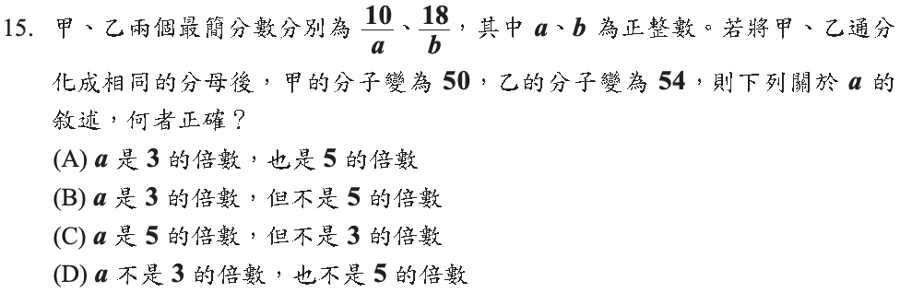 15. 甲、乙兩個最簡分數分別為 10/a、18/b，其中 a、b 為正整數。若將甲、乙通分
化成相同的分母後，甲的分子變為 50，乙的分子變為 54，則下列關於 a 的
敘述，何者正確？
(A) a 是 3 的倍數，也是 5 的倍數
(B) a 是 3 的倍數，但不是 5 的倍數
(C) a 是 5 的倍數，但不是 3 的倍數
(D) a 不是 3 的倍數，也不是 5 的倍數